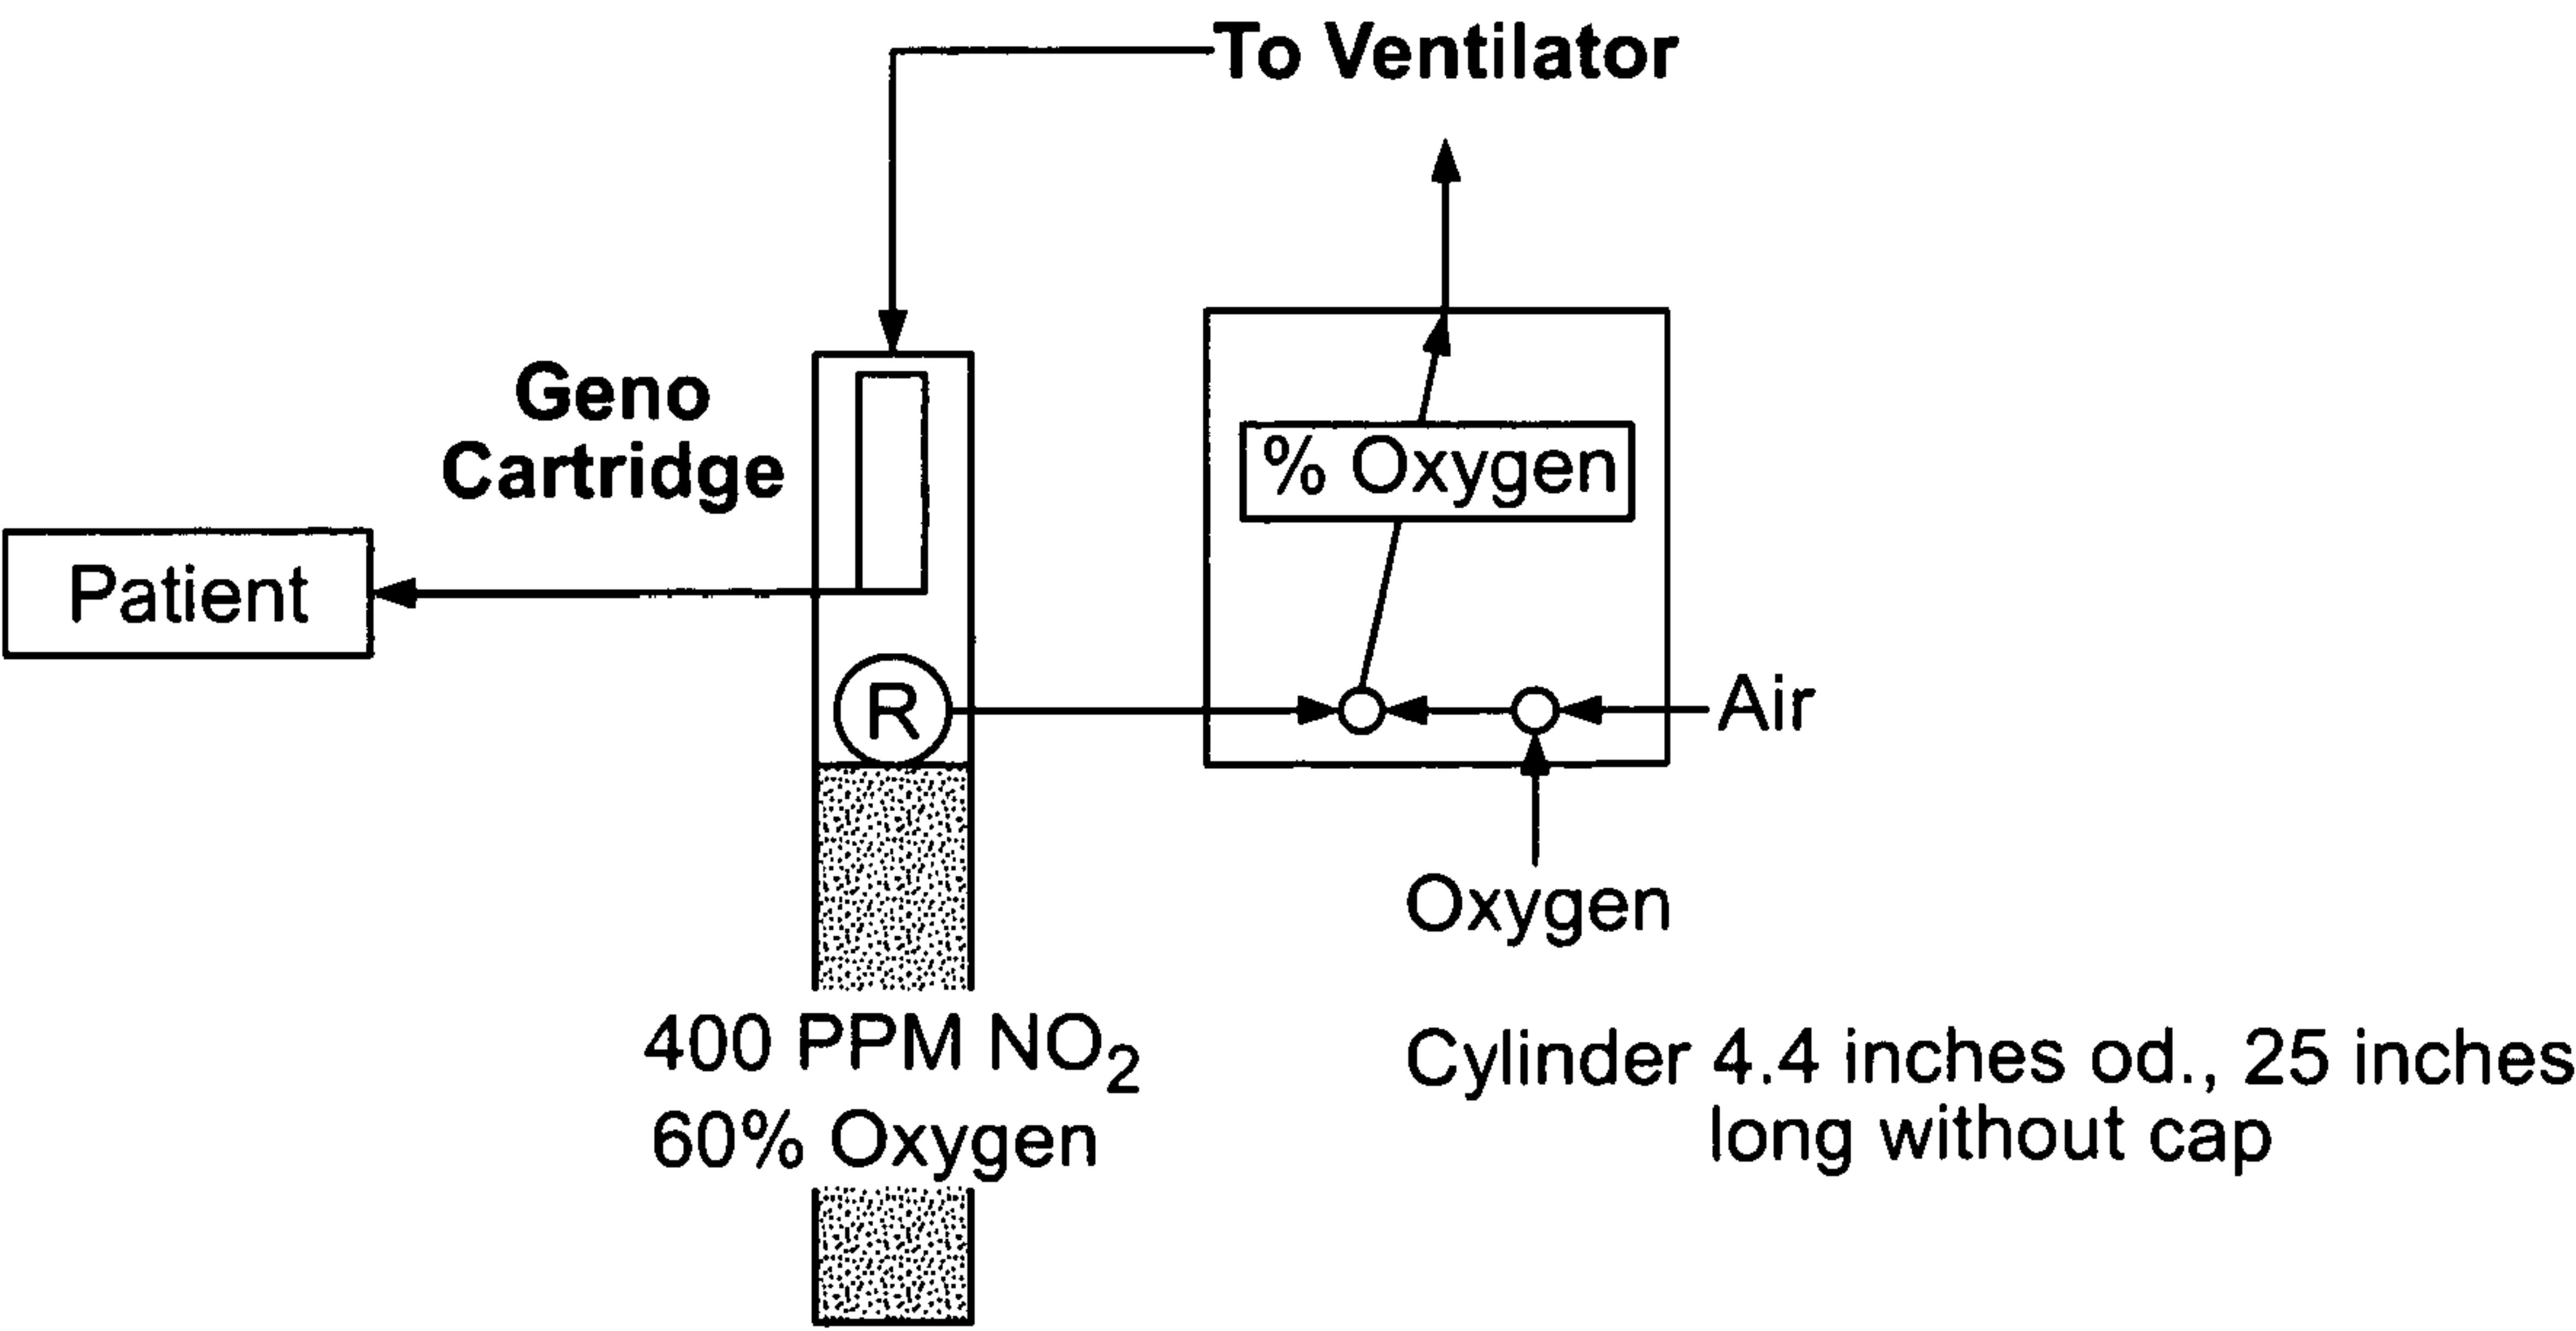 To Ventilator
Geno
Cartridge
% Oxygen
Patient
R
Air
Oxygen
400 PPM NO₂
60% Oxygen
Cylinder 4.4 inches od., 25 inches
long without cap